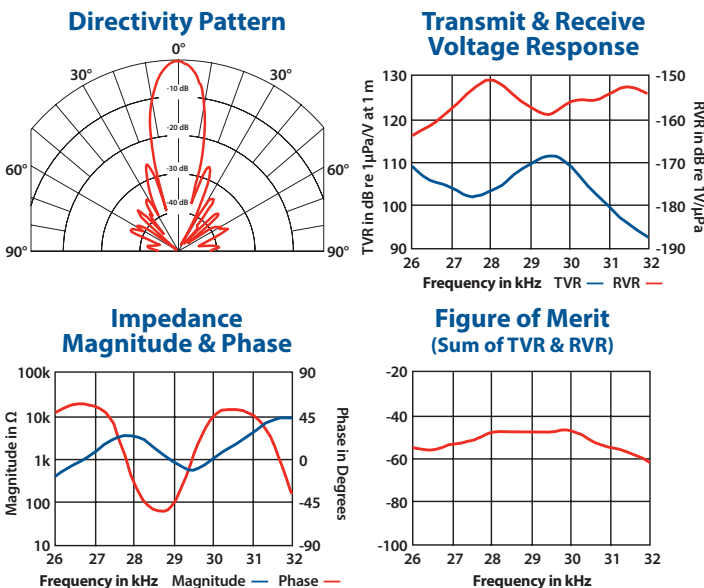 Directivity Pattern
0°
30°
30°
60°
60°
90°
90°
-10 dB
-20 dB
-30 dB
-40 dB
Transmit & Receive
Voltage Response
TVR in dB re 1µPa/V at 1 m
130
120
110
100
90
-150
-160
-170
-180
-190
RVR in dB re 1V/µPa
26 27 28 29 30 31 32
Frequency in kHz TVR — RVR —
Impedance
Magnitude & Phase
Magnitude in Ω
100k
10k
1k
100
10
90
45
0
-45
-90
Phase in Degrees
26 27 28 29 30 31 32
Frequency in kHz Magnitude — Phase —
Figure of Merit
(Sum of TVR & RVR)
-20
-40
-60
-80
-100
26 27 28 29 30 31 32
Frequency in kHz